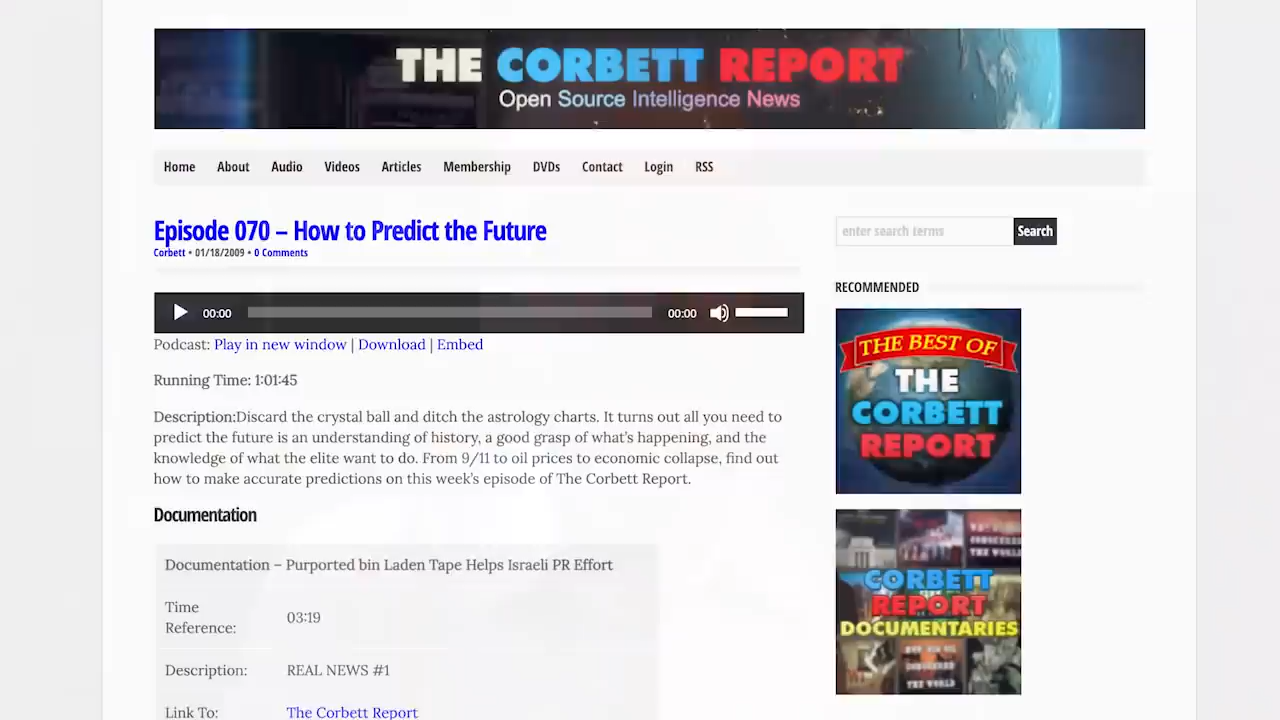 THE CORBETT REPORT
Open Source Intelligence News
Home About Audio Videos Articles Membership DVDs Contact Login RSS
Episode 070 – How to Predict the Future
Corbett • 01/18/2009 • 0 Comments
enter search terms Search
00:00 00:00
Podcast: Play in new window | Download | Embed
Running Time: 1:01:45
Description:Discard the crystal ball and ditch the astrology charts. It turns out all you need to
predict the future is an understanding of history, a good grasp of what's happening, and the
knowledge of what the elite want to do. From 9/11 to oil prices to economic collapse, find out
how to make accurate predictions on this week's episode of The Corbett Report.
Documentation
Documentation – Purported bin Laden Tape Helps Israeli PR Effort
Time
Reference:
03:19
Description: REAL NEWS #1
Link To: The Corbett Report
RECOMMENDED
THE BEST OF
THE
CORBETT
REPORT
CORBETT
REPORT
DOCUMENTARIES
CONQUERED
THE WORLD